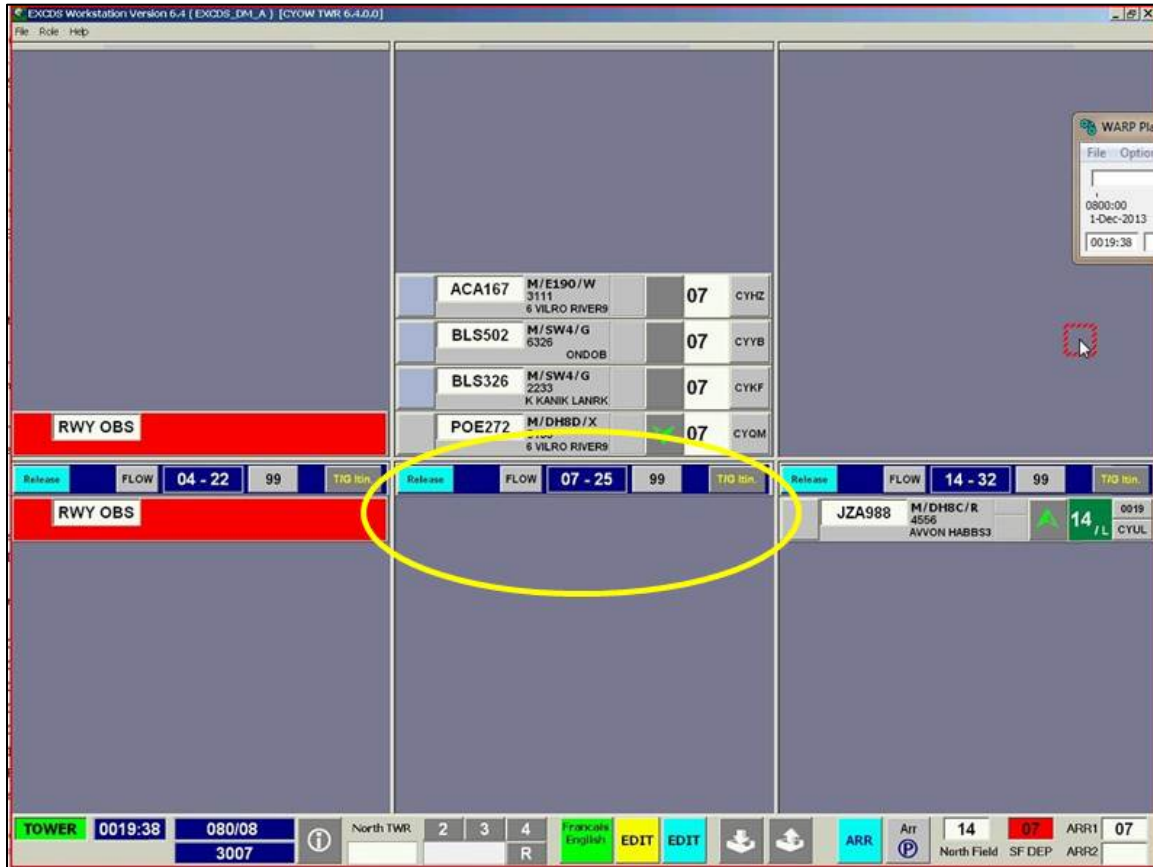 EXCDS Workstation Version 6.4 ( EXCDS_DM_A ) [CYOW TWR 6.4.0.0]
File Role Help
WARP Pla
File Option
0800:00
1-Dec-2013
0019:38
ACA167 M/E190/W 3111 6 VILRO RIVER9 07 CYHZ
BLS502 M/SW4/G 6326 ONDOB 07 CYYB
BLS326 M/SW4/G 2233 K KANIK LANRK 07 CYKF
POE272 M/DH8D/X 6 VILRO RIVER9 07 CYQM
RWY OBS
Release FLOW 04 - 22 99 T/G Itin.
Release FLOW 07 - 25 99 T/G Itin.
Release FLOW 14 - 32 99 T/G Itin.
RWY OBS
JZA988 M/DH8C/R 4556 AVVON HABBS3 14 /L 0019 CYUL
TOWER 0019:38 080/08 3007
North TWR 2 3 4 R
Francais English EDIT EDIT
ARR Arr P
14 North Field 07 SF DEP
ARR1 07
ARR2